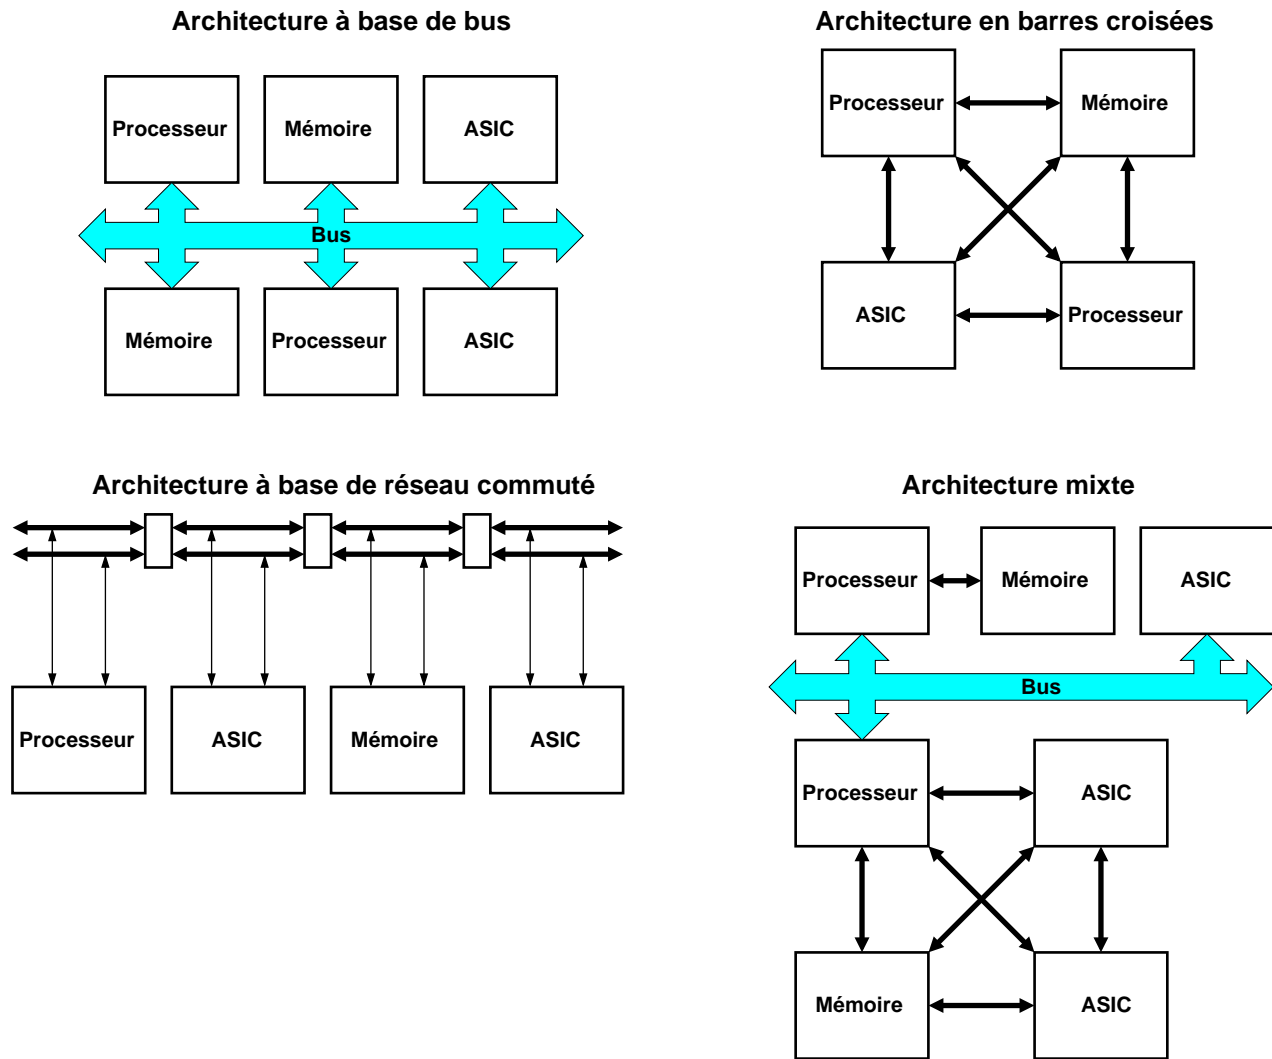 Architecture à base de bus
Processeur Mémoire ASIC
Bus
Mémoire Processeur ASIC
Architecture en barres croisées
Processeur Mémoire
ASIC Processeur
Architecture à base de réseau commuté
Processeur ASIC Mémoire ASIC
Architecture mixte
Processeur Mémoire ASIC
Bus
Processeur ASIC
Mémoire ASIC